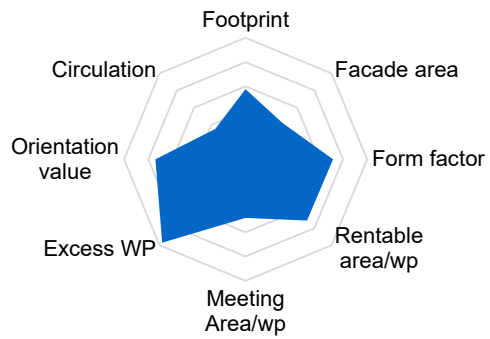 Footprint
Circulation
Facade area
Orientation
value
Form factor
Excess WP
Rentable
area/wp
Meeting
Area/wp